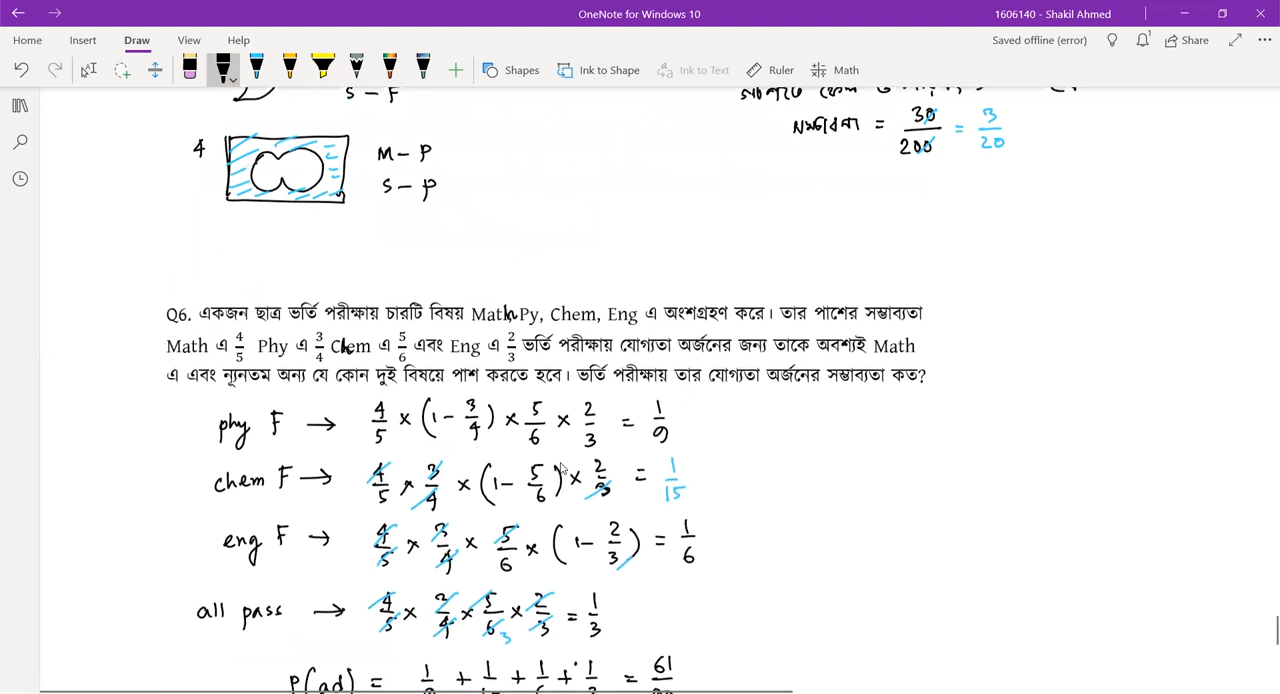 OneNote for Windows 10
1606140 - Shakil Ahmed
Home Insert Draw View Help
Saved offline (error) Share
Shapes Ink to Shape Ink to Text Ruler Math
S - F
সম্ভাবনা = 30/200 = 3/20
4
M - P
S - P
Q6. একজন ছাত্র ভর্তি পরীক্ষায় চারটি বিষয় Math Py, Chem, Eng এ অংশগ্রহণ করে। তার পাশের সম্ভাব্যতা
Math এ 4/5 Phy এ 3/4 Chem এ 5/6 এবং Eng এ 2/3 ভর্তি পরীক্ষায় যোগ্যতা অর্জনের জন্য তাকে অবশ্যই Math
এ এবং ন্যূনতম অন্য যে কোন দুই বিষয়ে পাশ করতে হবে। ভর্তি পরীক্ষায় তার যোগ্যতা অর্জনের সম্ভাব্যতা কত?
phy F → 4/5 × (1 - 3/4) × 5/6 × 2/3 = 1/9
chem F → 4/5 × 3/4 × (1 - 5/6) × 2/3 = 1/15
eng F → 4/5 × 3/4 × 5/6 × (1 - 2/3) = 1/6
all pass → 4/5 × 3/4 × 5/6 × 2/3 = 1/3
3
P(ad) =